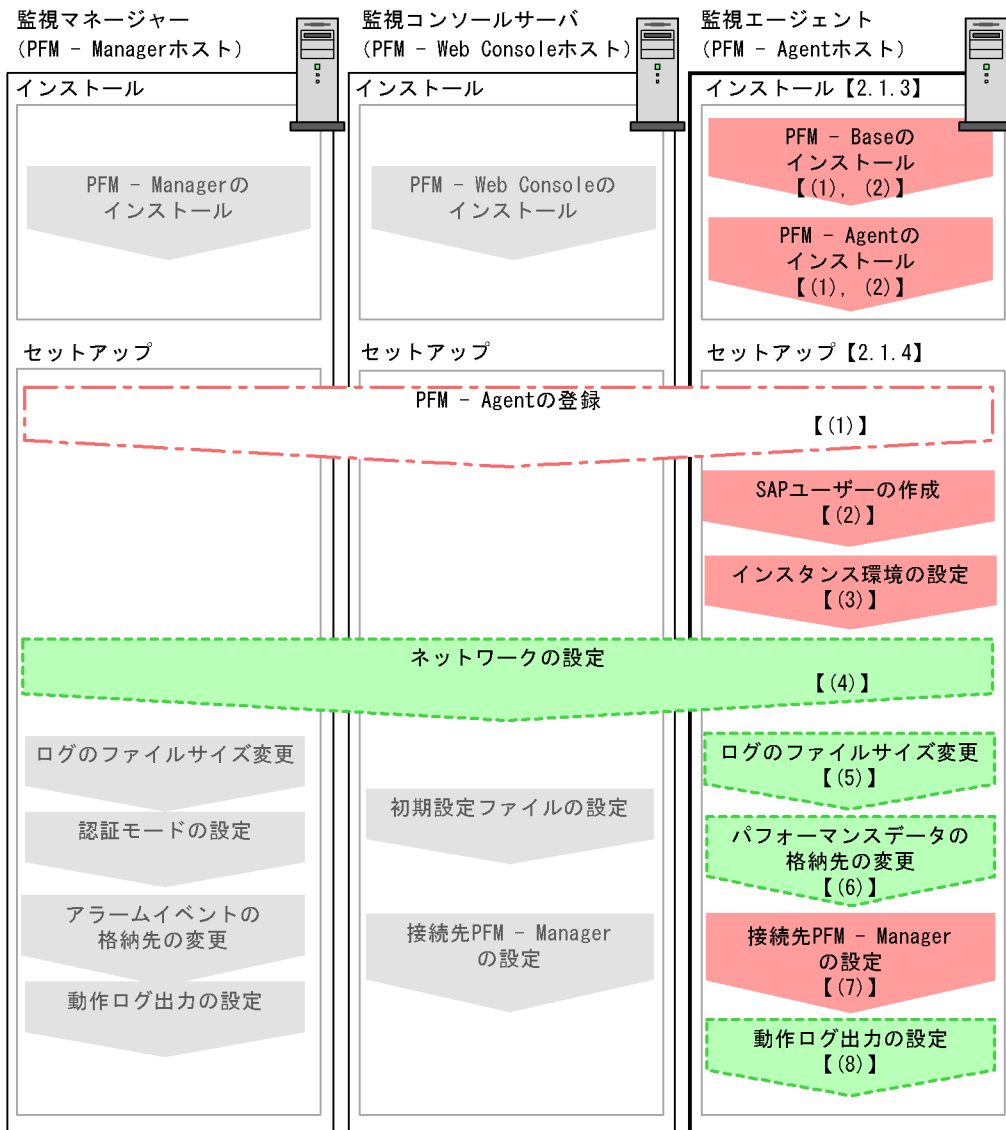 監視マネージャー
(PFM - Managerホスト)
インストール
PFM - Managerの
インストール
セットアップ
監視コンソールサーバ
(PFM - Web Consoleホスト)
インストール
PFM - Web Consoleの
インストール
セットアップ
監視エージェント
(PFM - Agentホスト)
インストール【2.1.3】
PFM - Baseの
インストール
【(1), (2)】
PFM - Agentの
インストール
【(1), (2)】
セットアップ【2.1.4】
PFM - Agentの登録
【(1)】
SAPユーザーの作成
【(2)】
インスタンス環境の設定
【(3)】
ネットワークの設定
【(4)】
ログのファイルサイズ変更
認証モードの設定
アラームイベントの
格納先の変更
動作ログ出力の設定
初期設定ファイルの設定
接続先PFM - Manager
の設定
ログのファイルサイズ変更
【(5)】
パフォーマンスデータの
格納先の変更
【(6)】
接続先PFM - Manager
の設定
【(7)】
動作ログ出力の設定
【(8)】